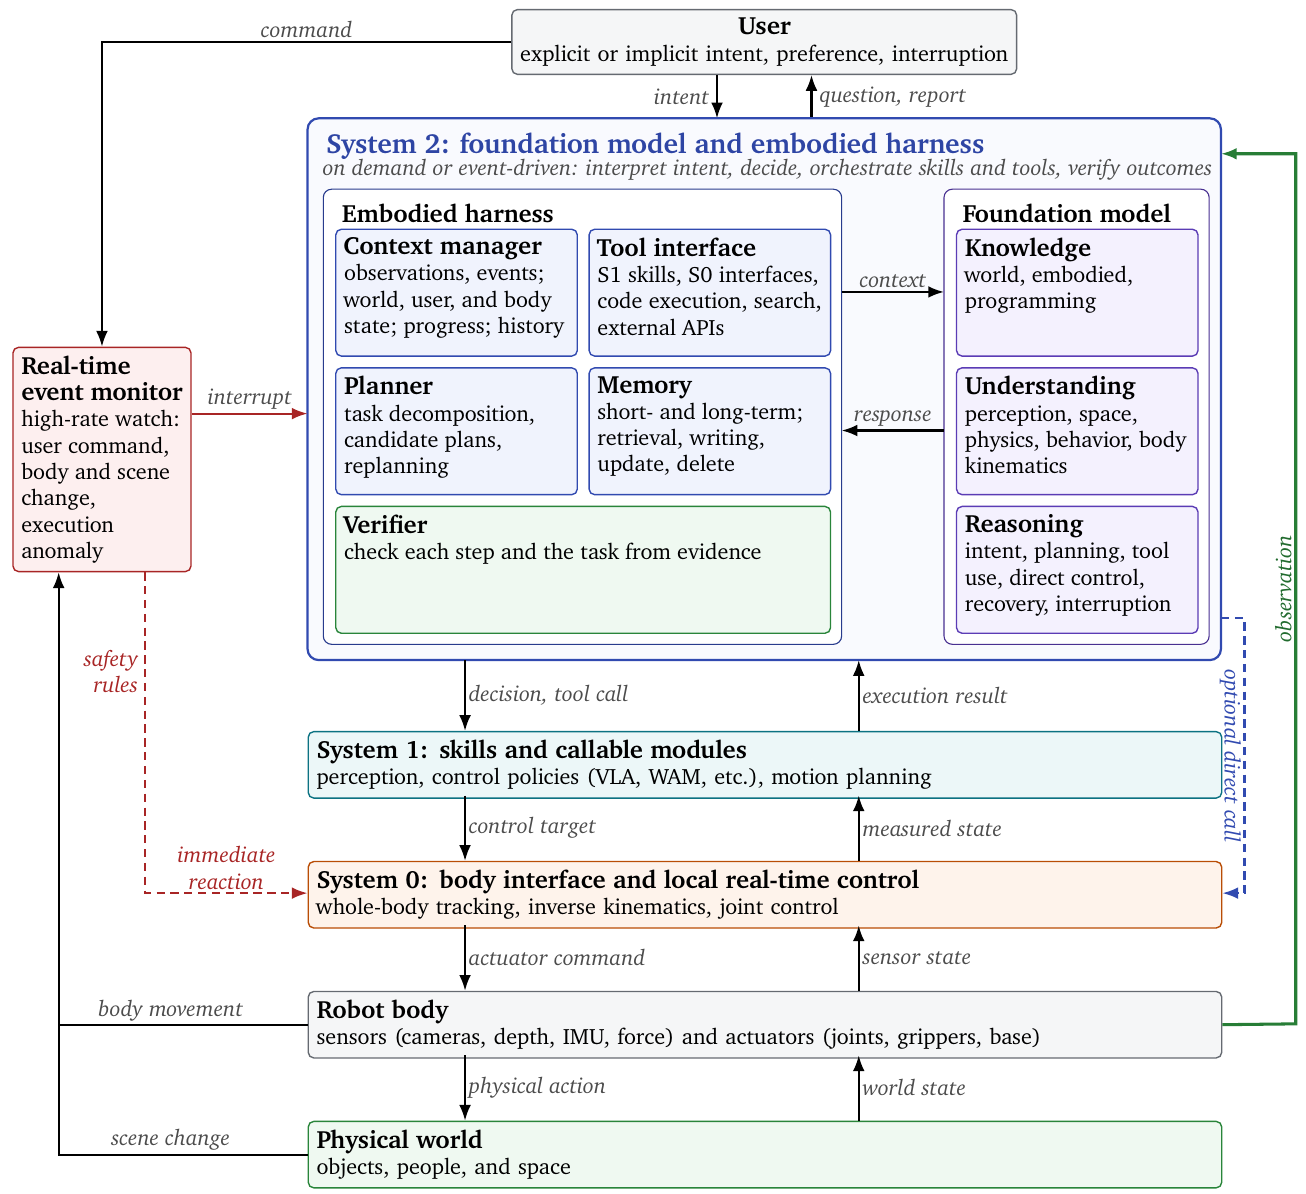 User
explicit or implicit intent, preference, interruption
command
intent
question, report
System 2: foundation model and embodied harness
on demand or event-driven: interpret intent, decide, orchestrate skills and tools, verify outcomes
Embodied harness
Context manager
observations, events;
world, user, and body
state; progress; history
Tool interface
S1 skills, S0 interfaces,
code execution, search,
external APIs
Planner
task decomposition,
candidate plans,
replanning
Memory
short- and long-term;
retrieval, writing,
update, delete
Verifier
check each step and the task from evidence
context
response
Foundation model
Knowledge
world, embodied,
programming
Understanding
perception, space,
physics, behavior, body
kinematics
Reasoning
intent, planning, tool
use, direct control,
recovery, interruption
Real-time
event monitor
high-rate watch:
user command,
body and scene
change,
execution
anomaly
interrupt
safety
rules
immediate
reaction
observation
optional direct call
decision, tool call
execution result
System 1: skills and callable modules
perception, control policies (VLA, WAM, etc.), motion planning
control target
measured state
System 0: body interface and local real-time control
whole-body tracking, inverse kinematics, joint control
actuator command
sensor state
body movement
Robot body
sensors (cameras, depth, IMU, force) and actuators (joints, grippers, base)
physical action
world state
scene change
Physical world
objects, people, and space